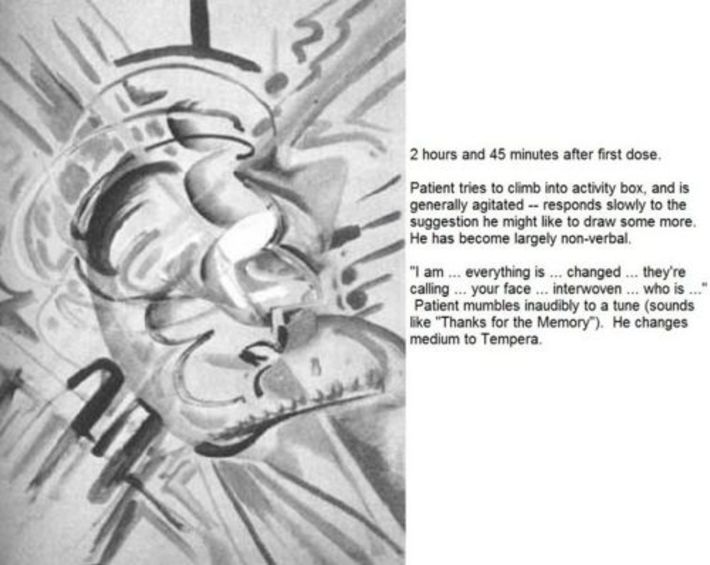 2 hours and 45 minutes after first dose.
Patient tries to climb into activity box, and is
generally agitated -- responds slowly to the
suggestion he might like to draw some more.
He has become largely non-verbal.
"I am ... everything is ... changed ... they're
calling ... your face ... interwoven ... who is ..."
Patient mumbles inaudibly to a tune (sounds
like "Thanks for the Memory"). He changes
medium to Tempera.